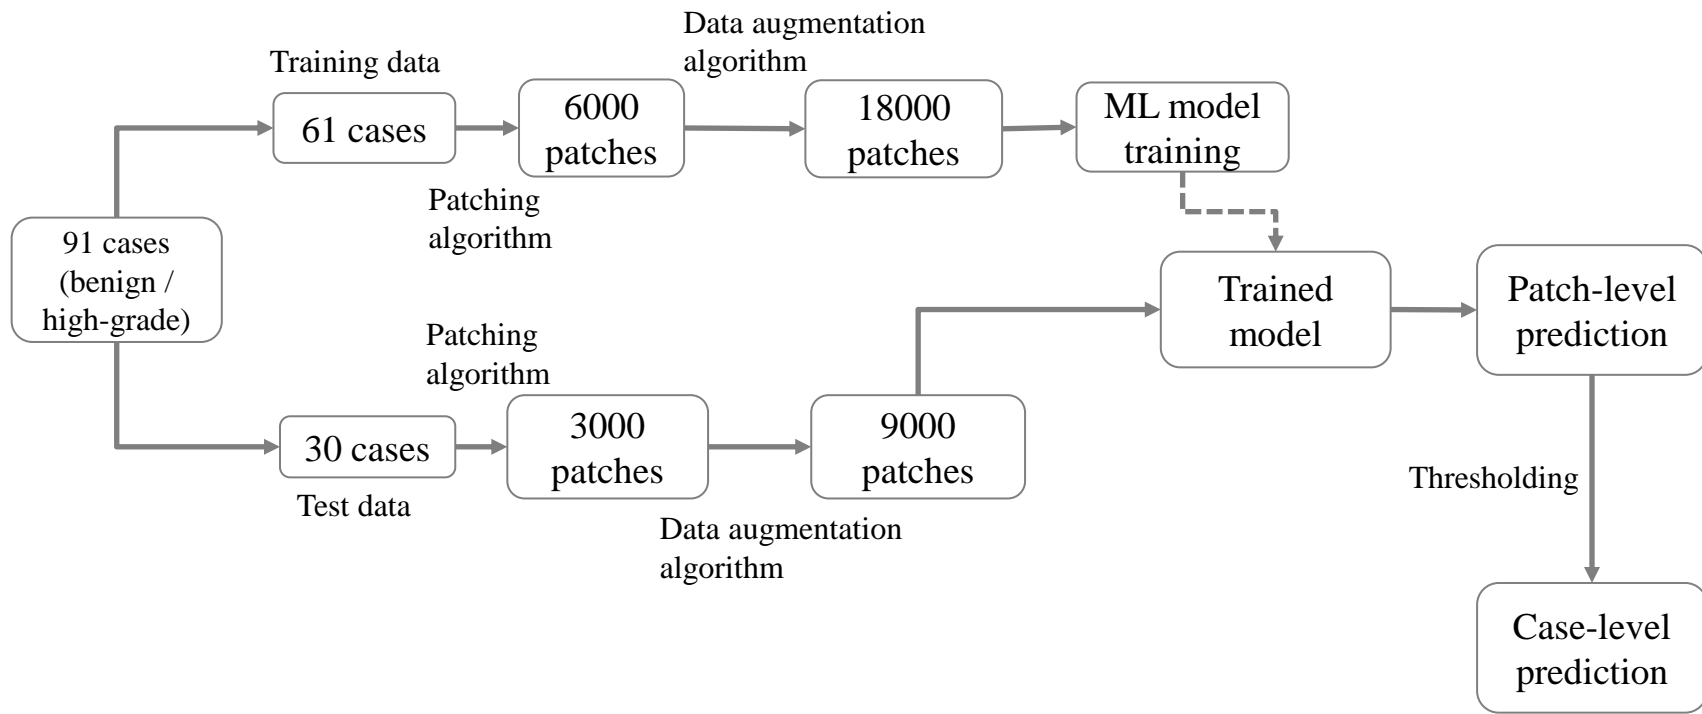 Data augmentation
algorithm
Training data
61 cases
6000
patches
18000
patches
ML model
training
Patching
algorithm
91 cases
(benign /
high-grade)
Trained
model
Patch-level
prediction
Patching
algorithm
30 cases
3000
patches
9000
patches
Test data
Data augmentation
algorithm
Thresholding
Case-level
prediction